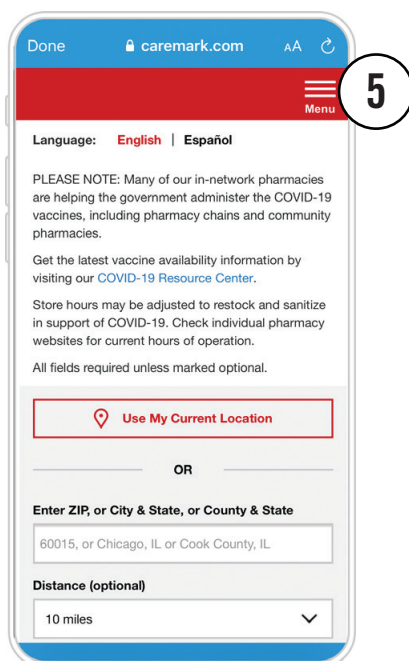 Done caremark.com AA
Menu
5
Language: English | Español
PLEASE NOTE: Many of our in-network pharmacies
are helping the government administer the COVID-19
vaccines, including pharmacy chains and community
pharmacies.
Get the latest vaccine availability information by
visiting our COVID-19 Resource Center.
Store hours may be adjusted to restock and sanitize
in support of COVID-19. Check individual pharmacy
websites for current hours of operation.
All fields required unless marked optional.
Use My Current Location
OR
Enter ZIP, or City & State, or County & State
60015, or Chicago, IL or Cook County, IL
Distance (optional)
10 miles